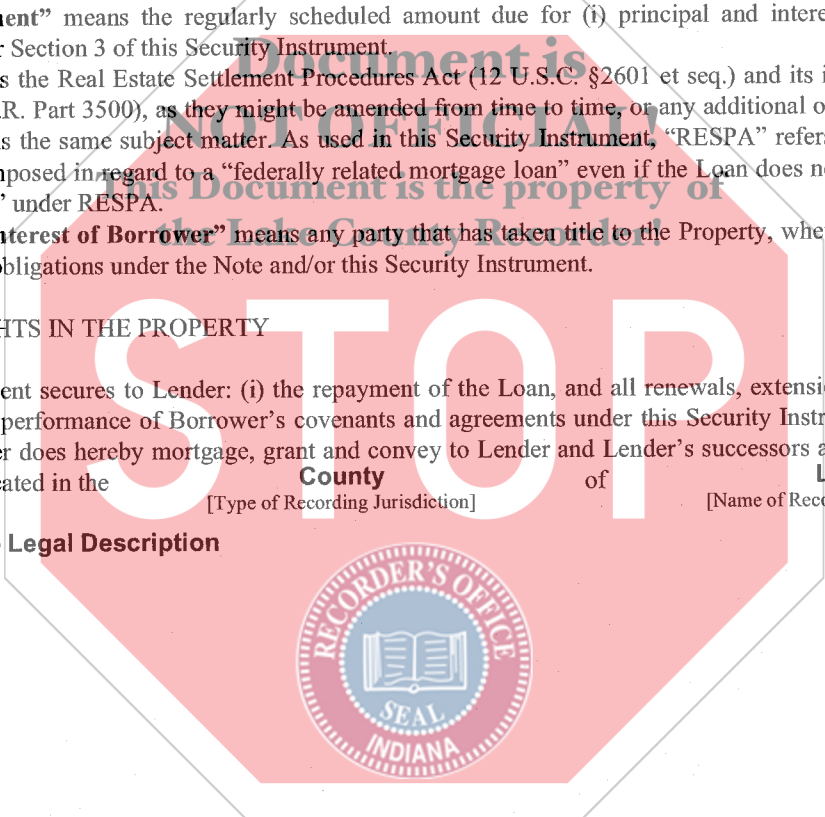 ent” means the regularly scheduled amount due for (i) principal and intere
r Section 3 of this Security Instrument.
s the Real Estate Settlement Procedures Act (12 U.S.C. §2601 et seq.) and its i
.R. Part 3500), as they might be amended from time to time, or any additional o
s the same subject matter. As used in this Security Instrument, “RESPA” refers
nposed in regard to a “federally related mortgage loan” even if the Loan does n
” under RESPA.
nterest of Borrower” means any party that has taken title to the Property, whe
obligations under the Note and/or this Security Instrument.
Document is
NOT OFFICIAL!
This Document is the property of
the Lake County Recorder!
HTS IN THE PROPERTY
STOP
ent secures to Lender: (i) the repayment of the Loan, and all renewals, extensi
performance of Borrower’s covenants and agreements under this Security Instr
er does hereby mortgage, grant and convey to Lender and Lender’s successors a
cated in the County of L
[Type of Recording Jurisdiction] [Name of Reco
Legal Description
RECORDER'S OFFICE
SEAL
INDIANA